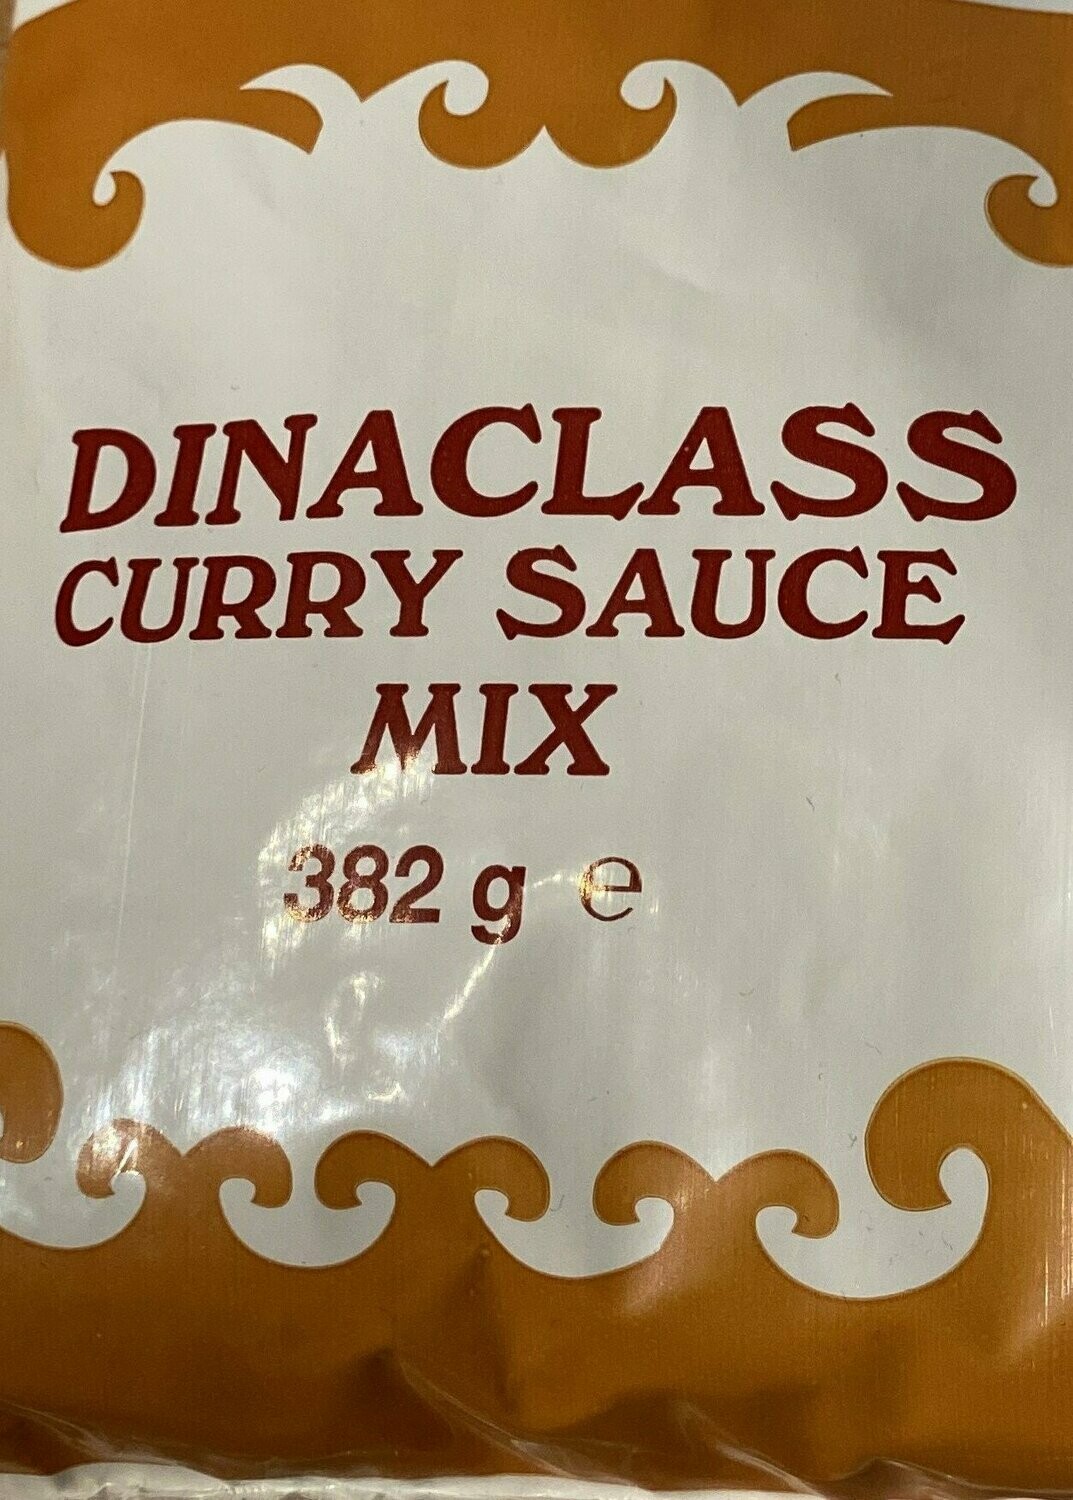 DINACLASS
CURRY SAUCE
MIX
382 g ℮